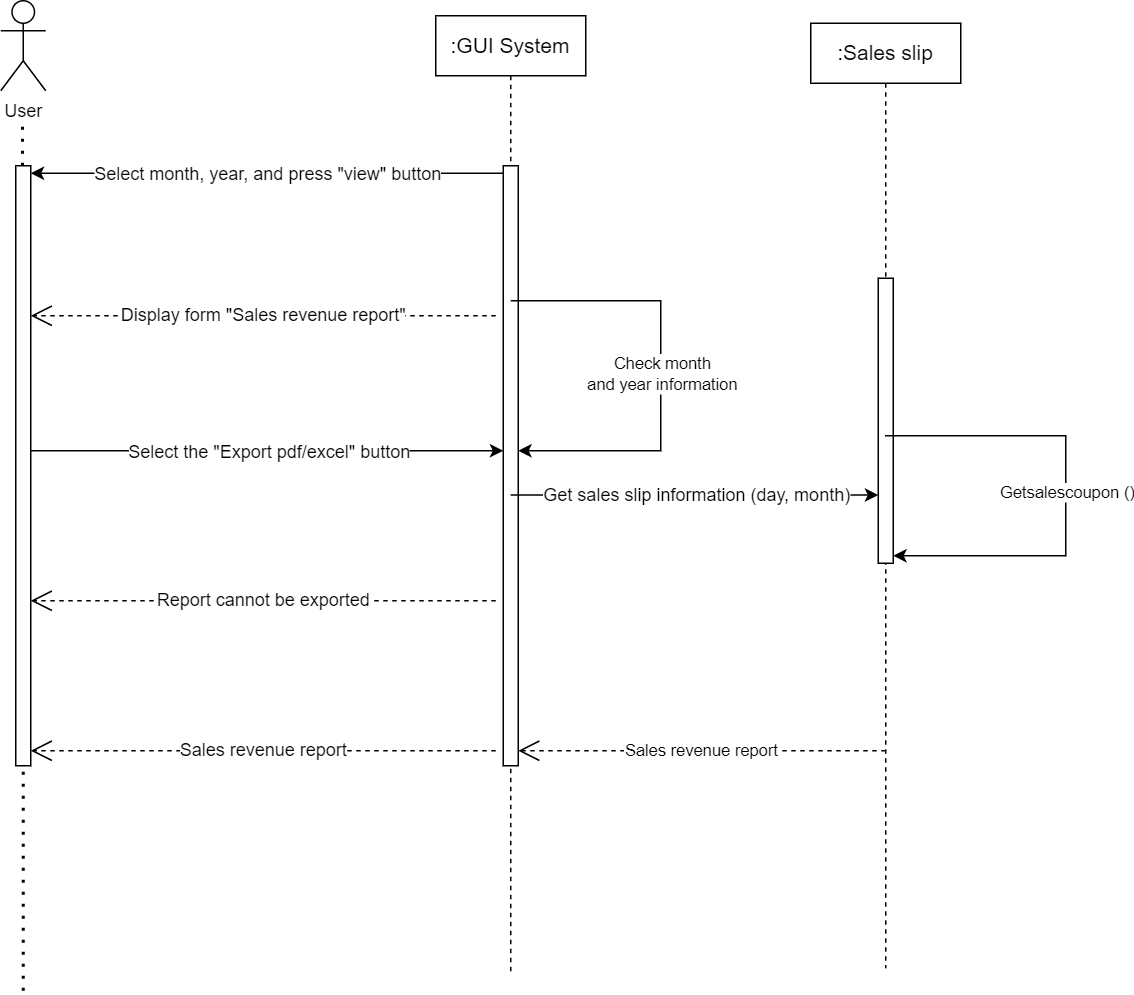 :GUI System
:Sales slip
User
Select month, year, and press "view" button
Display form "Sales revenue report"
Check month
and year information
Select the "Export pdf/excel" button
Get sales slip information (day, month)
Getsalescoupon ()
Report cannot be exported
Sales revenue report
Sales revenue report